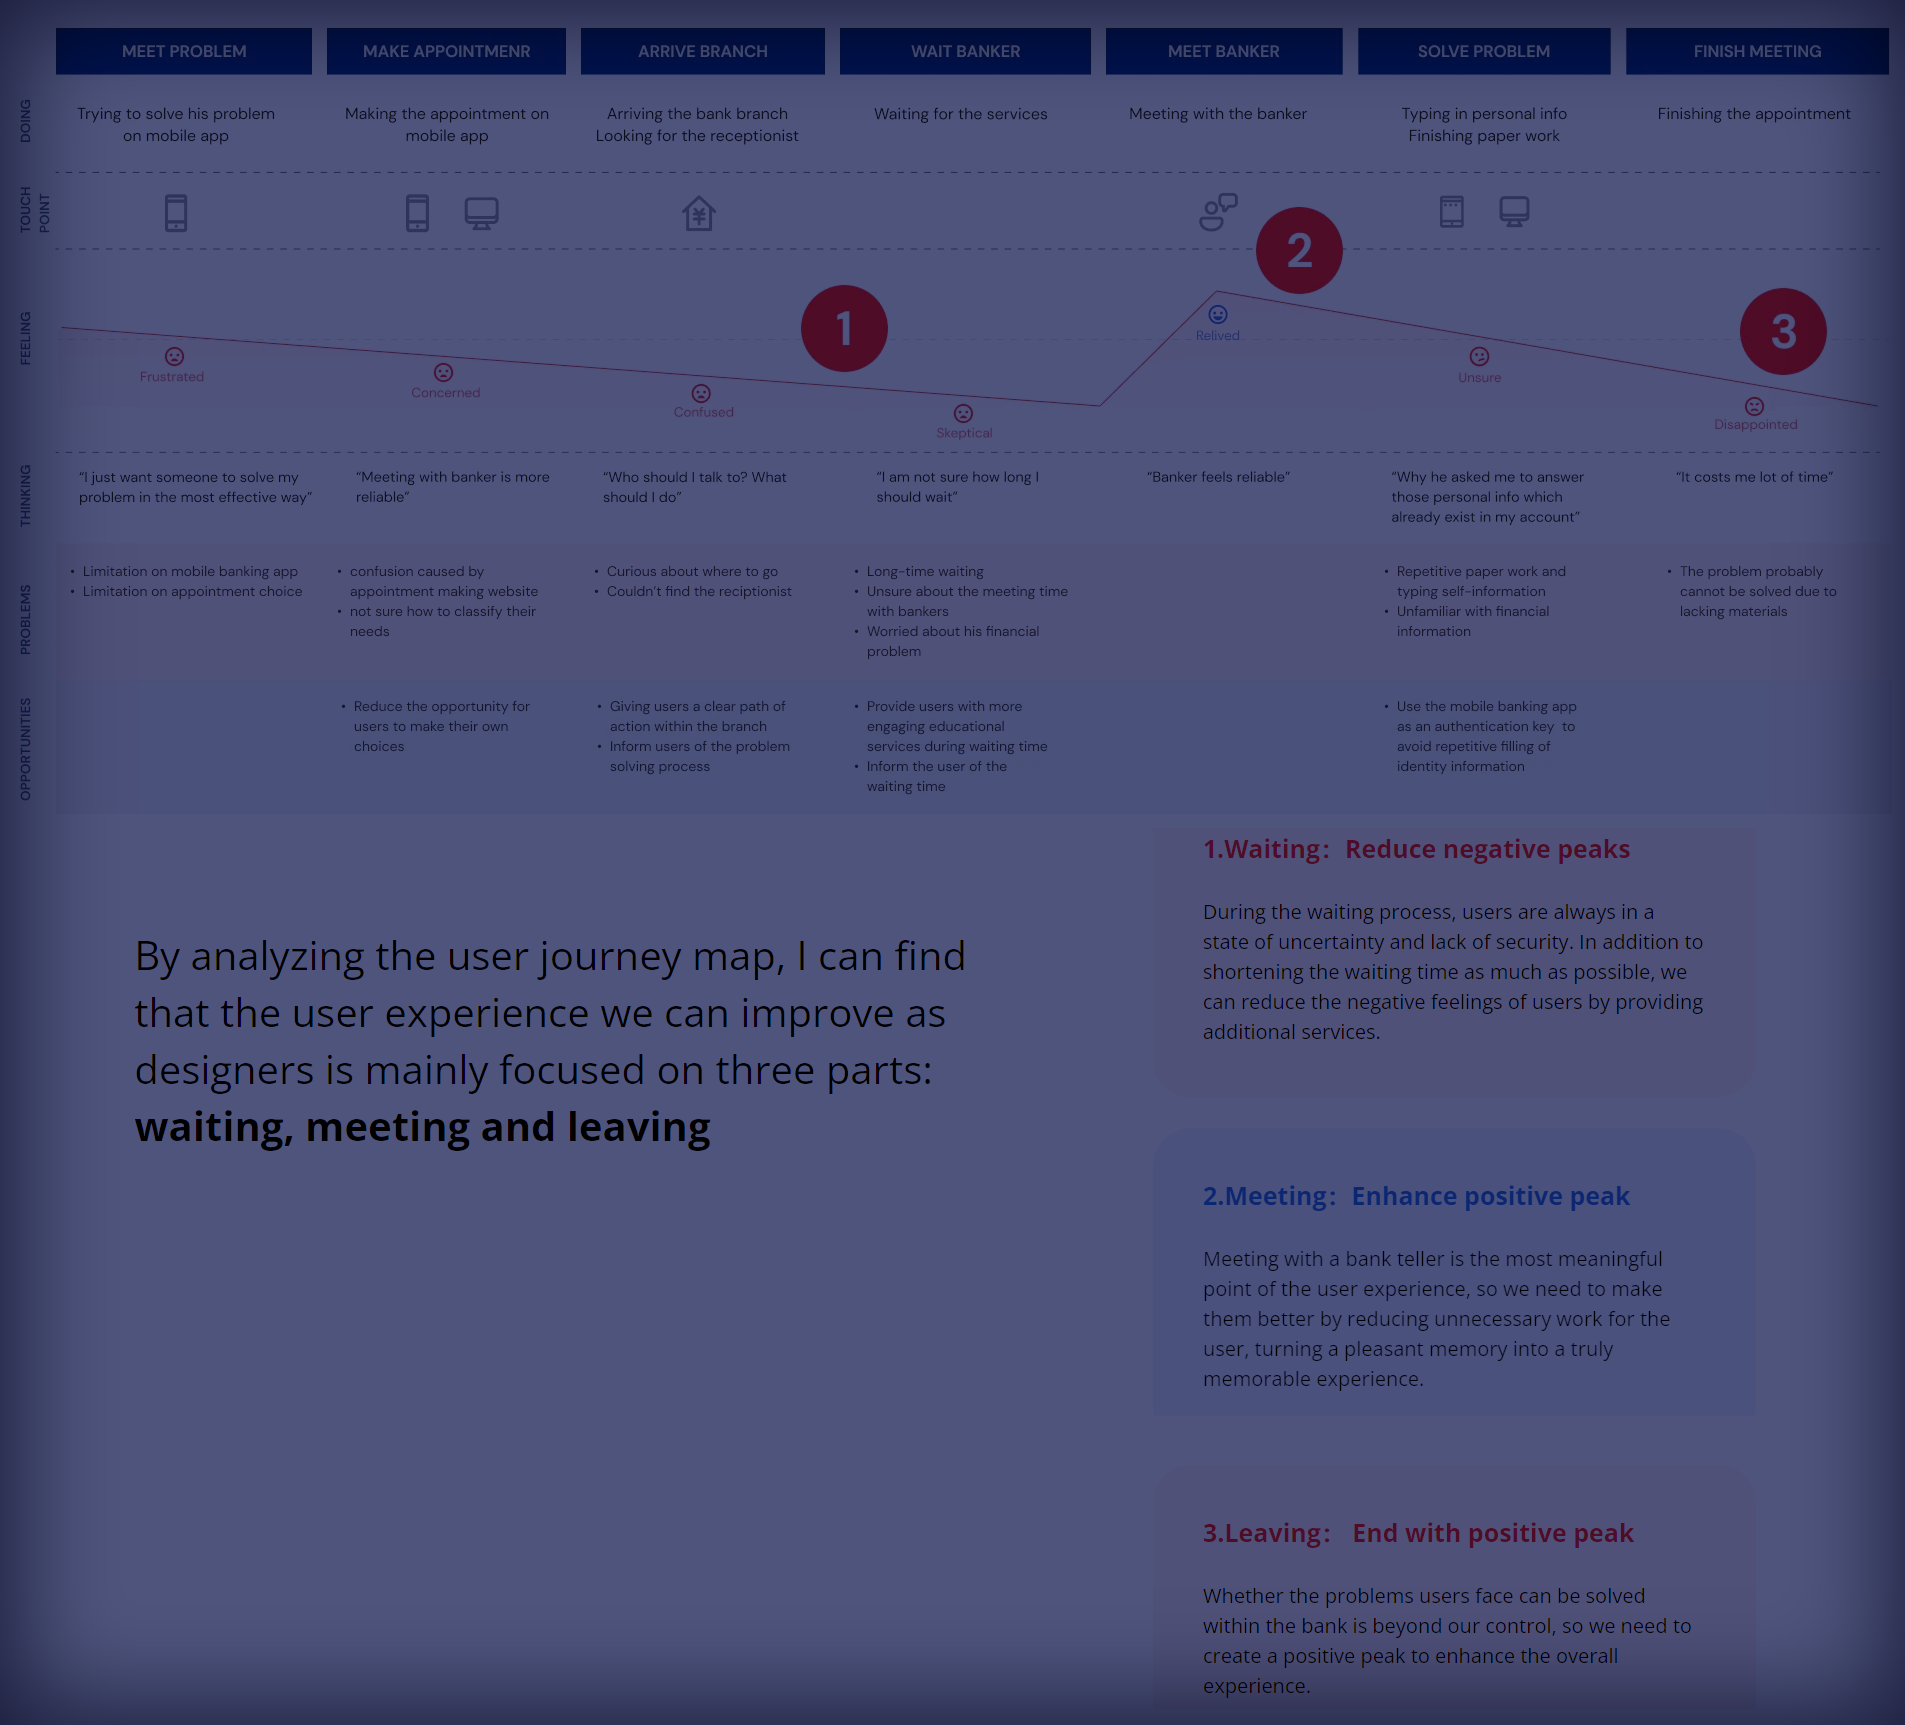 MEET PROBLEM
MAKE APPOINTMENR
ARRIVE BRANCH
WAIT BANKER
MEET BANKER
SOLVE PROBLEM
FINISH MEETING
DOING
Trying to solve his problem
on mobile app
Making the appointment on
mobile app
Arriving the bank branch
Looking for the receptionist
Waiting for the services
Meeting with the banker
Typing in personal info
Finishing paper work
Finishing the appointment
TOUCH
POINT
¥
FEELING
1
2
3
Frustrated
Concerned
Confused
Skeptical
Relived
Unsure
Disappointed
THINKING
“I just want someone to solve my
problem in the most effective way”
“Meeting with banker is more
reliable”
“Who should I talk to? What
should I do”
“I am not sure how long I
should wait”
“Banker feels reliable”
“Why he asked me to answer
those personal info which
already exist in my account”
“It costs me lot of time”
PROBLEMS
• Limitation on mobile banking app
• Limitation on appointment choice
• confusion caused by
appointment making website
• not sure how to classify their
needs
• Curious about where to go
• Couldn’t find the reciptionist
• Long-time waiting
• Unsure about the meeting time
with bankers
• Worried about his financial
problem
• Repetitive paper work and
typing self-information
• Unfamiliar with financial
information
• The problem probably
cannot be solved due to
lacking materials
OPPORTUNITIES
• Reduce the opportunity for
users to make their own
choices
• Giving users a clear path of
action within the branch
• Inform users of the problem
solving process
• Provide users with more
engaging educational
services during waiting time
• Inform the user of the
waiting time
• Use the mobile banking app
as an authentication key to
avoid repetitive filling of
identity information
By analyzing the user journey map, I can find
that the user experience we can improve as
designers is mainly focused on three parts:
waiting, meeting and leaving
1.Waiting： Reduce negative peaks
During the waiting process, users are always in a
state of uncertainty and lack of security. In addition to
shortening the waiting time as much as possible, we
can reduce the negative feelings of users by providing
additional services.
2.Meeting： Enhance positive peak
Meeting with a bank teller is the most meaningful
point of the user experience, so we need to make
them better by reducing unnecessary work for the
user, turning a pleasant memory into a truly
memorable experience.
3.Leaving： End with positive peak
Whether the problems users face can be solved
within the bank is beyond our control, so we need to
create a positive peak to enhance the overall
experience.